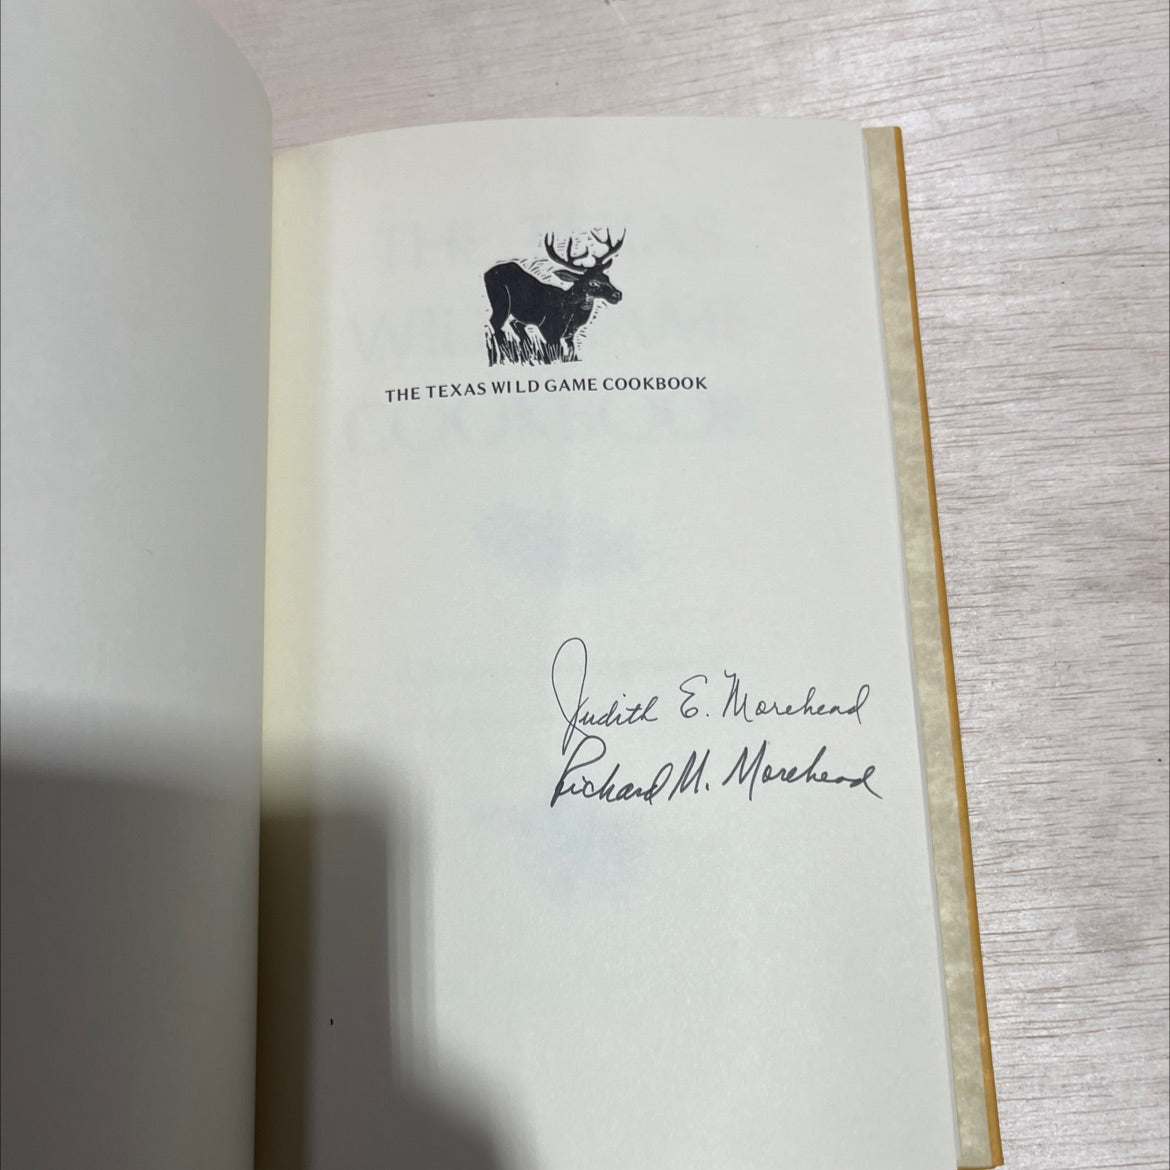 THE TEXAS WILD GAME COOKBOOK
Judith E. Morehead
Richard M. Morehead